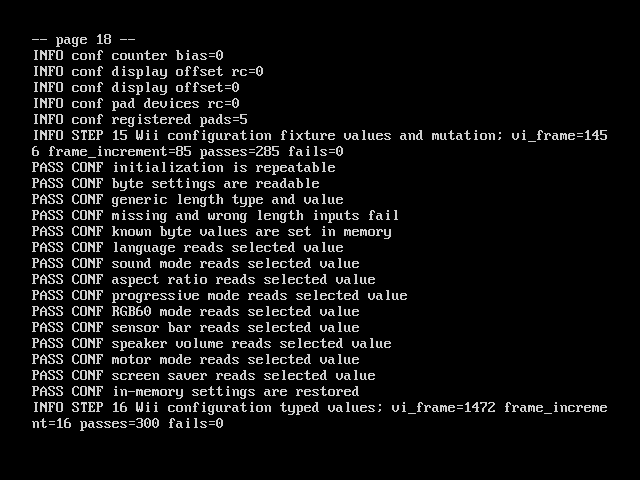 -- page 18 --
INFO conf counter bias=0
INFO conf display offset rc=0
INFO conf display offset=0
INFO conf pad devices rc=0
INFO conf registered pads=5
INFO STEP 15 Wii configuration fixture values and mutation; vi_frame=145
6 frame_increment=85 passes=285 fails=0
PASS CONF initialization is repeatable
PASS CONF byte settings are readable
PASS CONF generic length type and value
PASS CONF missing and wrong length inputs fail
PASS CONF known byte values are set in memory
PASS CONF language reads selected value
PASS CONF sound mode reads selected value
PASS CONF aspect ratio reads selected value
PASS CONF progressive mode reads selected value
PASS CONF RGB60 mode reads selected value
PASS CONF sensor bar reads selected value
PASS CONF speaker volume reads selected value
PASS CONF motor mode reads selected value
PASS CONF screen saver reads selected value
PASS CONF in-memory settings are restored
INFO STEP 16 Wii configuration typed values; vi_frame=1472 frame_increme
nt=16 passes=300 fails=0